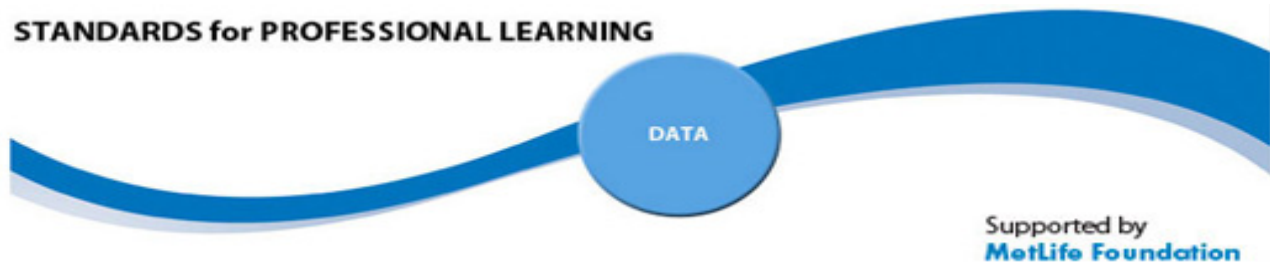 STANDARDS for PROFESSIONAL LEARNING
DATA
Supported by
MetLife Foundation